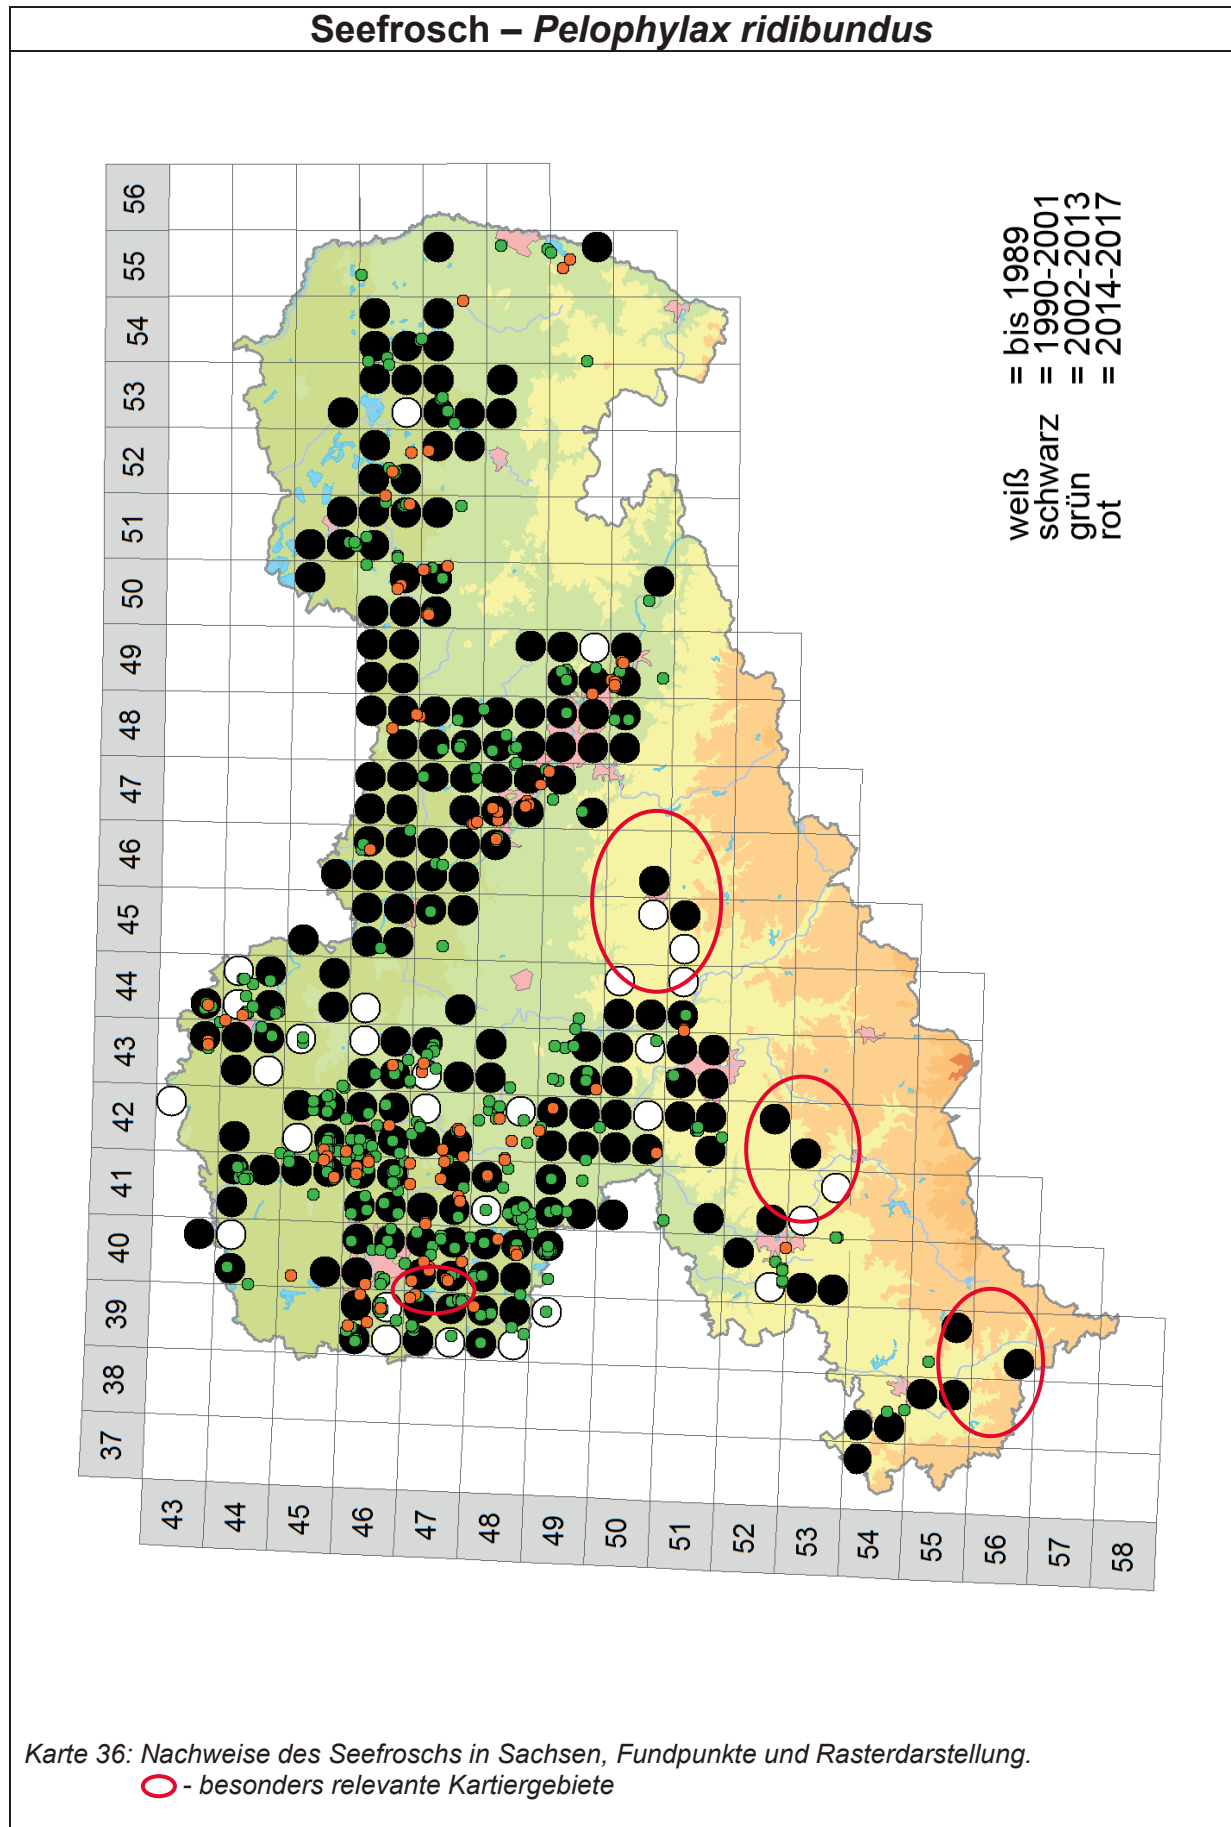 Seefrosch – Pelophylax ridibundus
56
55
54
53
52
51
50
49
48
47
46
45
44
43
42
41
40
39
38
37
43 44 45 46 47 48 49 50 51 52 53 54 55 56 57 58
weiß = bis 1989
schwarz = 1990-2001
grün = 2002-2013
rot = 2014-2017
Karte 36: Nachweise des Seefroschs in Sachsen, Fundpunkte und Rasterdarstellung.
- besonders relevante Kartiergebiete